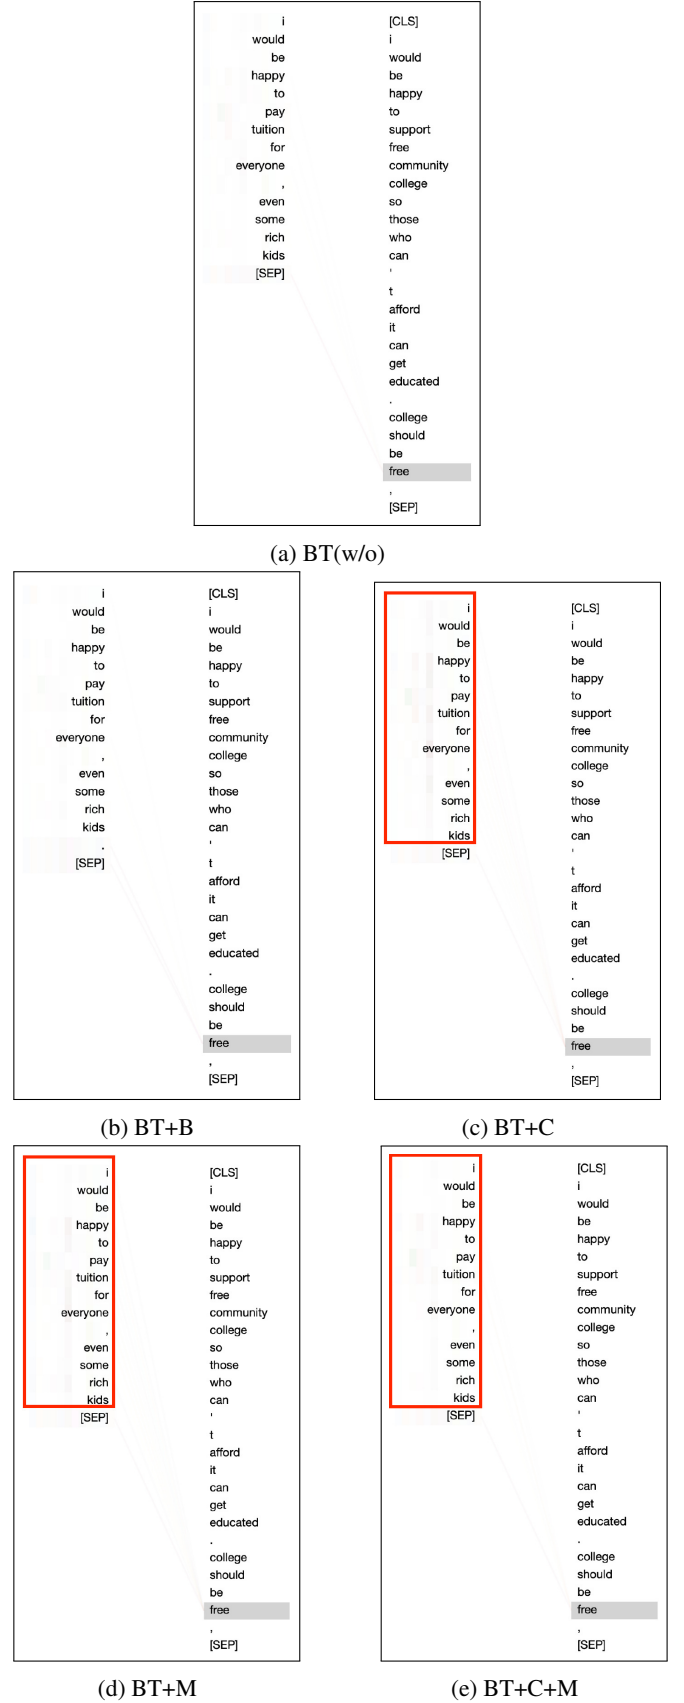 i
would
be
happy
to
pay
tuition
for
everyone
,
even
some
rich
kids
[SEP]
[CLS]
i
would
be
happy
to
support
free
community
college
so
those
who
can
'
t
afford
it
can
get
educated
.
college
should
be
free
,
[SEP]
(a) BT(w/o)
i
would
be
happy
to
pay
tuition
for
everyone
,
even
some
rich
kids
.
[SEP]
[CLS]
i
would
be
happy
to
support
free
community
college
so
those
who
can
'
t
afford
it
can
get
educated
.
college
should
be
free
,
[SEP]
(b) BT+B
i
would
be
happy
to
pay
tuition
for
everyone
,
even
some
rich
kids
[SEP]
[CLS]
i
would
be
happy
to
support
free
community
college
so
those
who
can
'
t
afford
it
can
get
educated
.
college
should
be
free
,
[SEP]
(c) BT+C
i
would
be
happy
to
pay
tuition
for
everyone
,
even
some
rich
kids
[SEP]
[CLS]
i
would
be
happy
to
support
free
community
college
so
those
who
can
'
t
afford
it
can
get
educated
.
college
should
be
free
,
[SEP]
(d) BT+M
i
would
be
happy
to
pay
tuition
for
everyone
,
even
some
rich
kids
[SEP]
[CLS]
i
would
be
happy
to
support
free
community
college
so
those
who
can
'
t
afford
it
can
get
educated
.
college
should
be
free
,
[SEP]
(e) BT+C+M